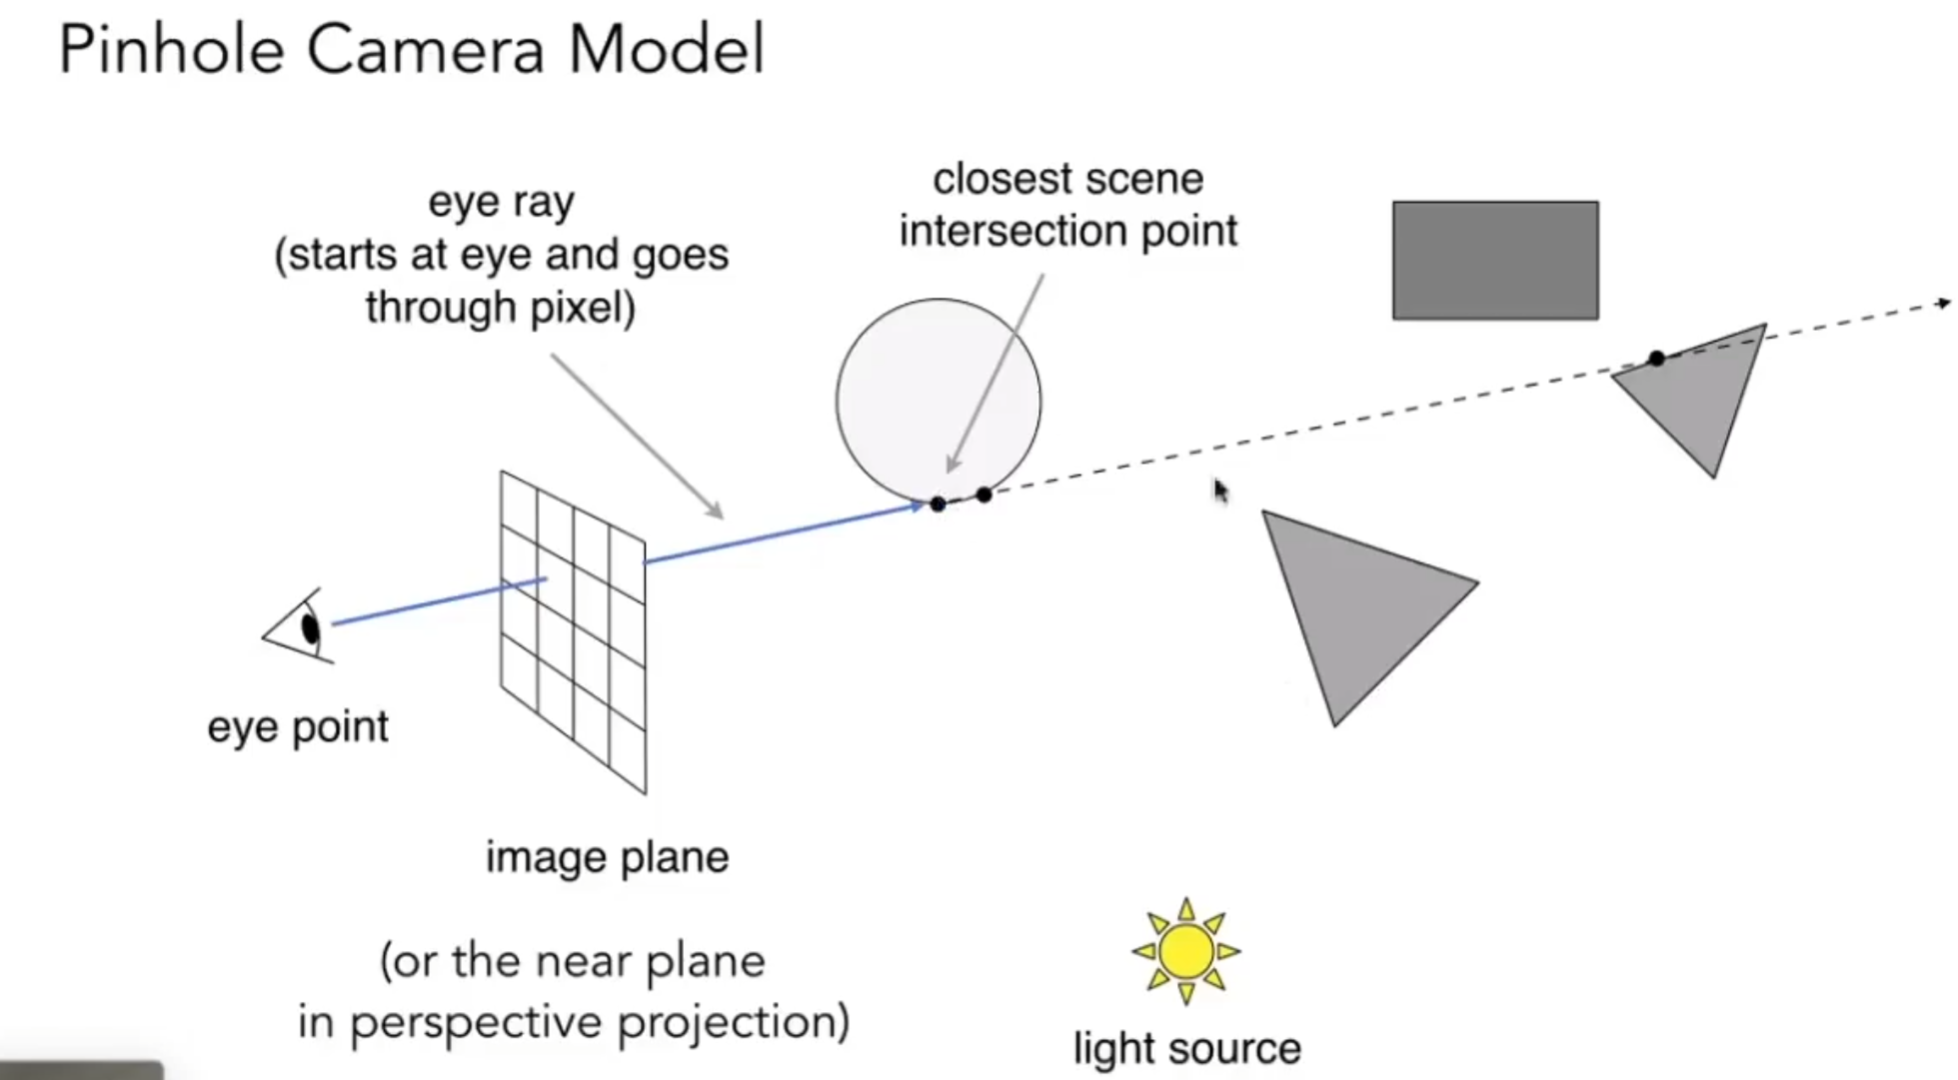 Pinhole Camera Model
eye ray
(starts at eye and goes
through pixel)
closest scene
intersection point
eye point
image plane
(or the near plane
in perspective projection)
light source